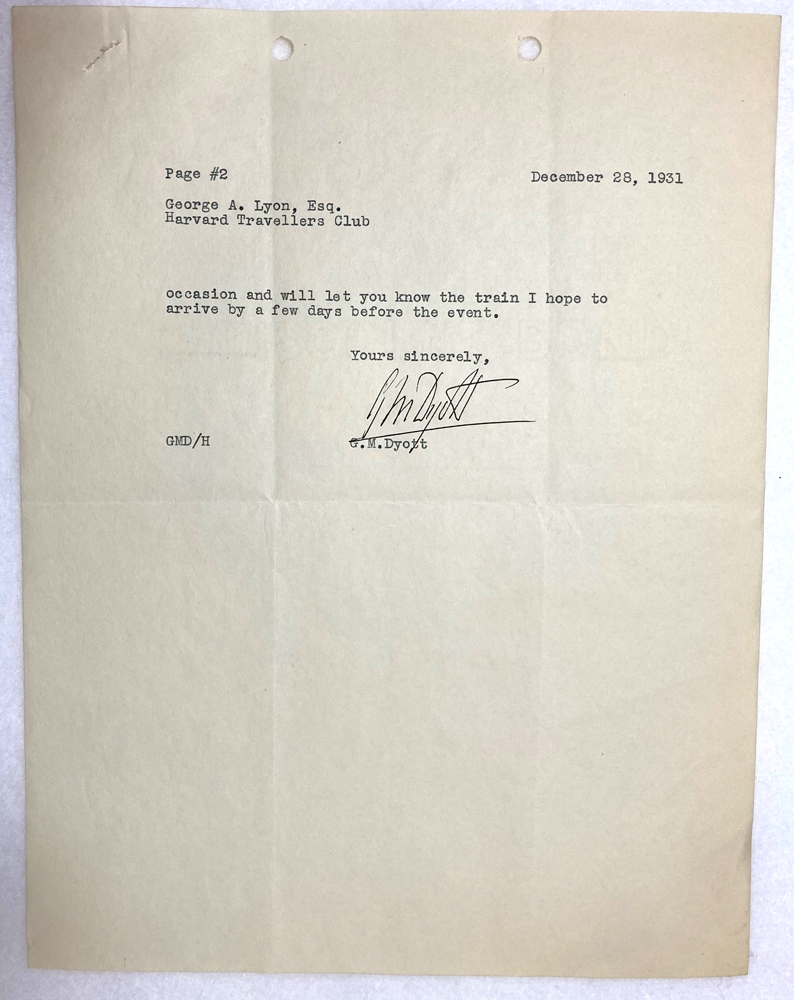 Page #2 December 28, 1931
George A. Lyon, Esq.
Harvard Travellers Club
occasion and will let you know the train I hope to
arrive by a few days before the event.
Yours sincerely,
G M Dyott
GMD/H G.M.Dyott